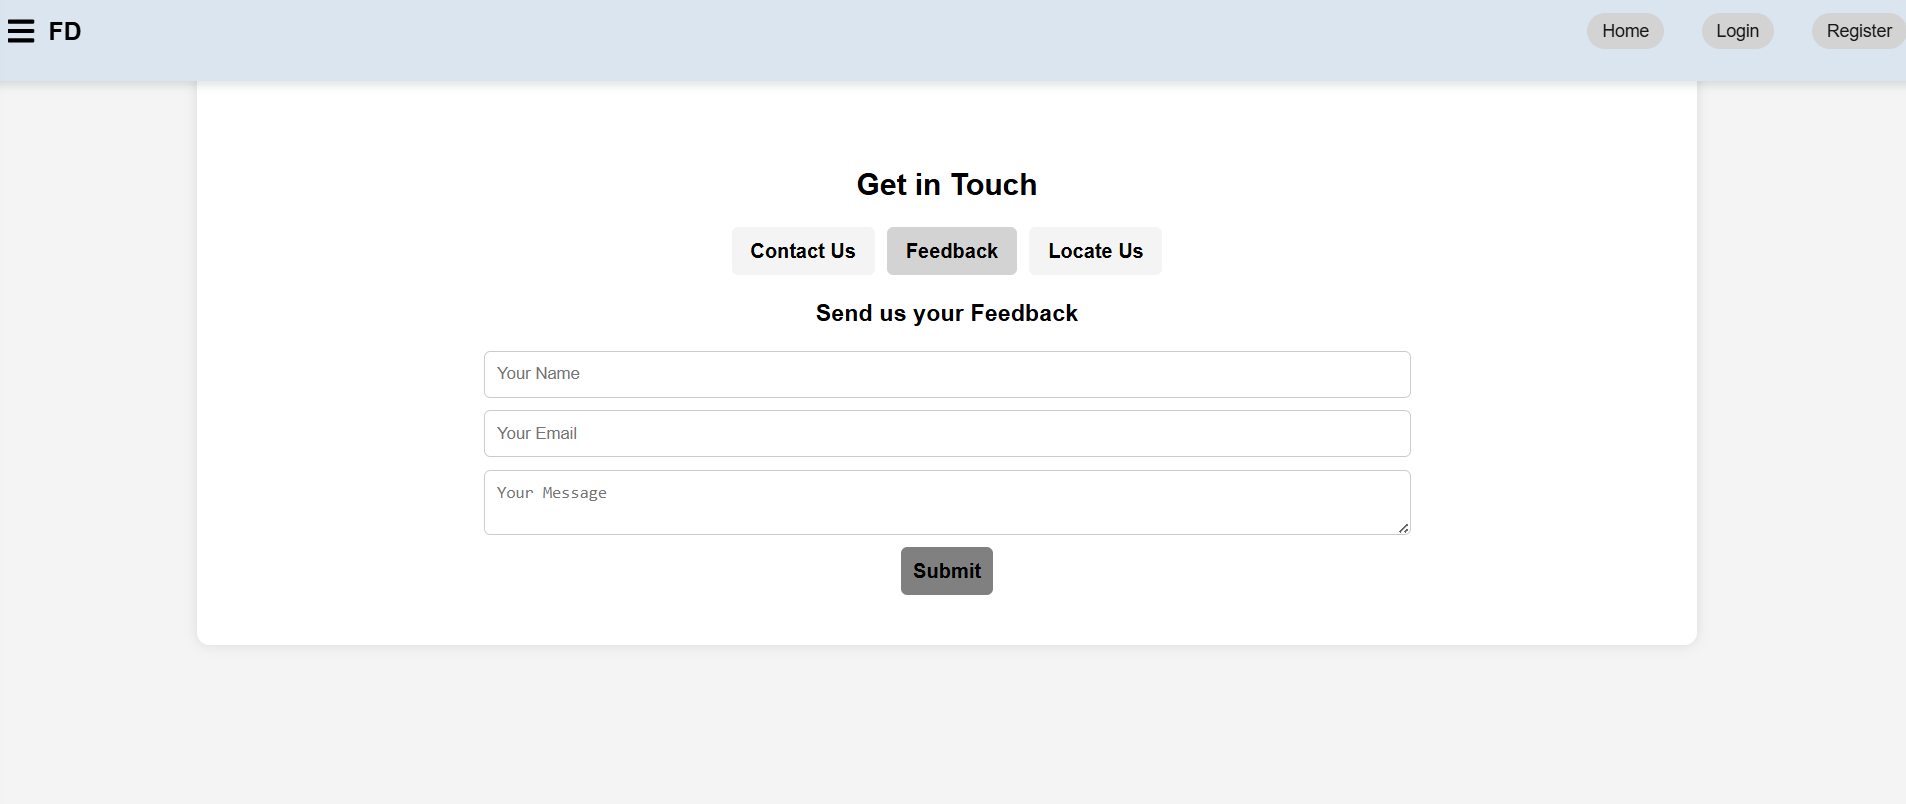 FD Home Login Register
Get in Touch
Contact Us Feedback Locate Us
Send us your Feedback
Your Name
Your Email
Your Message
Submit